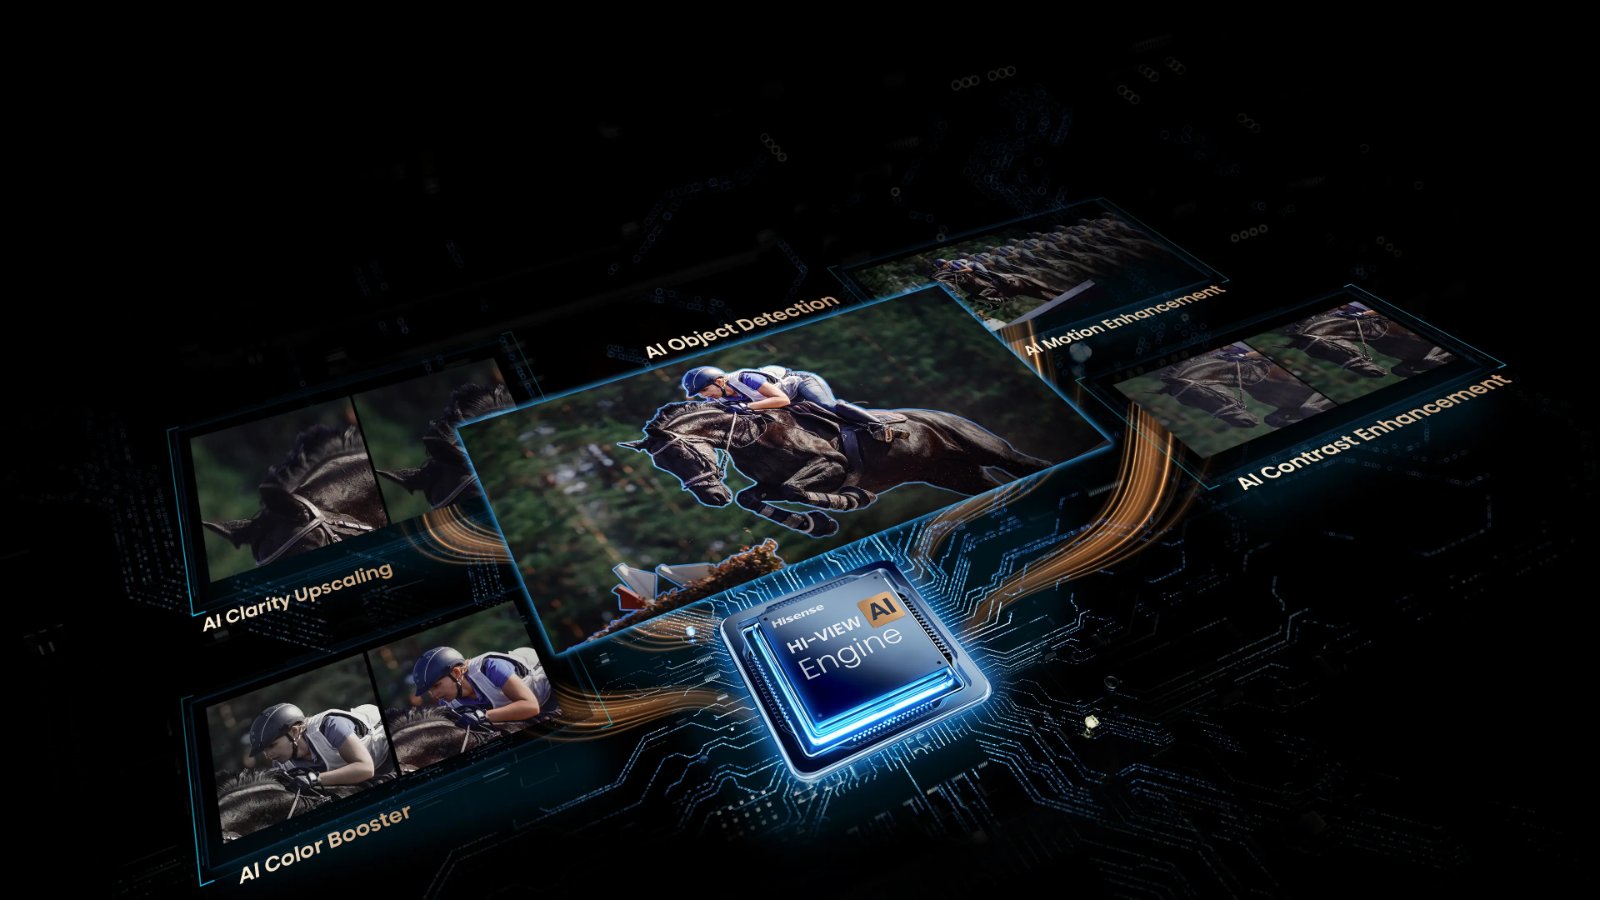 AI Object Detection
AI Motion Enhancement
AI Contrast Enhancement
AI Clarity Upscaling
AI Color Booster
Hisense
HI-VIEW AI
Engine